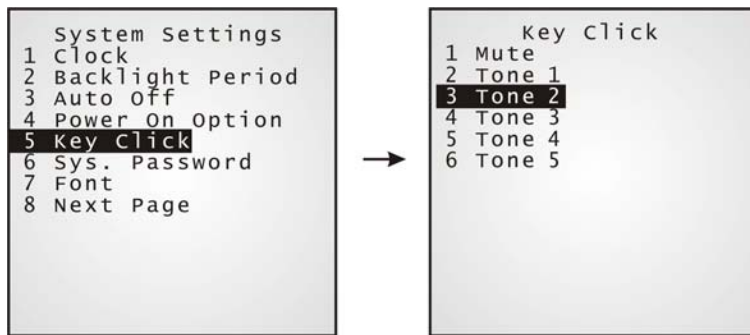 System Settings
1 Clock
2 Backlight Period
3 Auto Off
4 Power On Option
5 Key Click
6 Sys. Password
7 Font
8 Next Page
Key Click
1 Mute
2 Tone 1
3 Tone 2
4 Tone 3
5 Tone 4
6 Tone 5